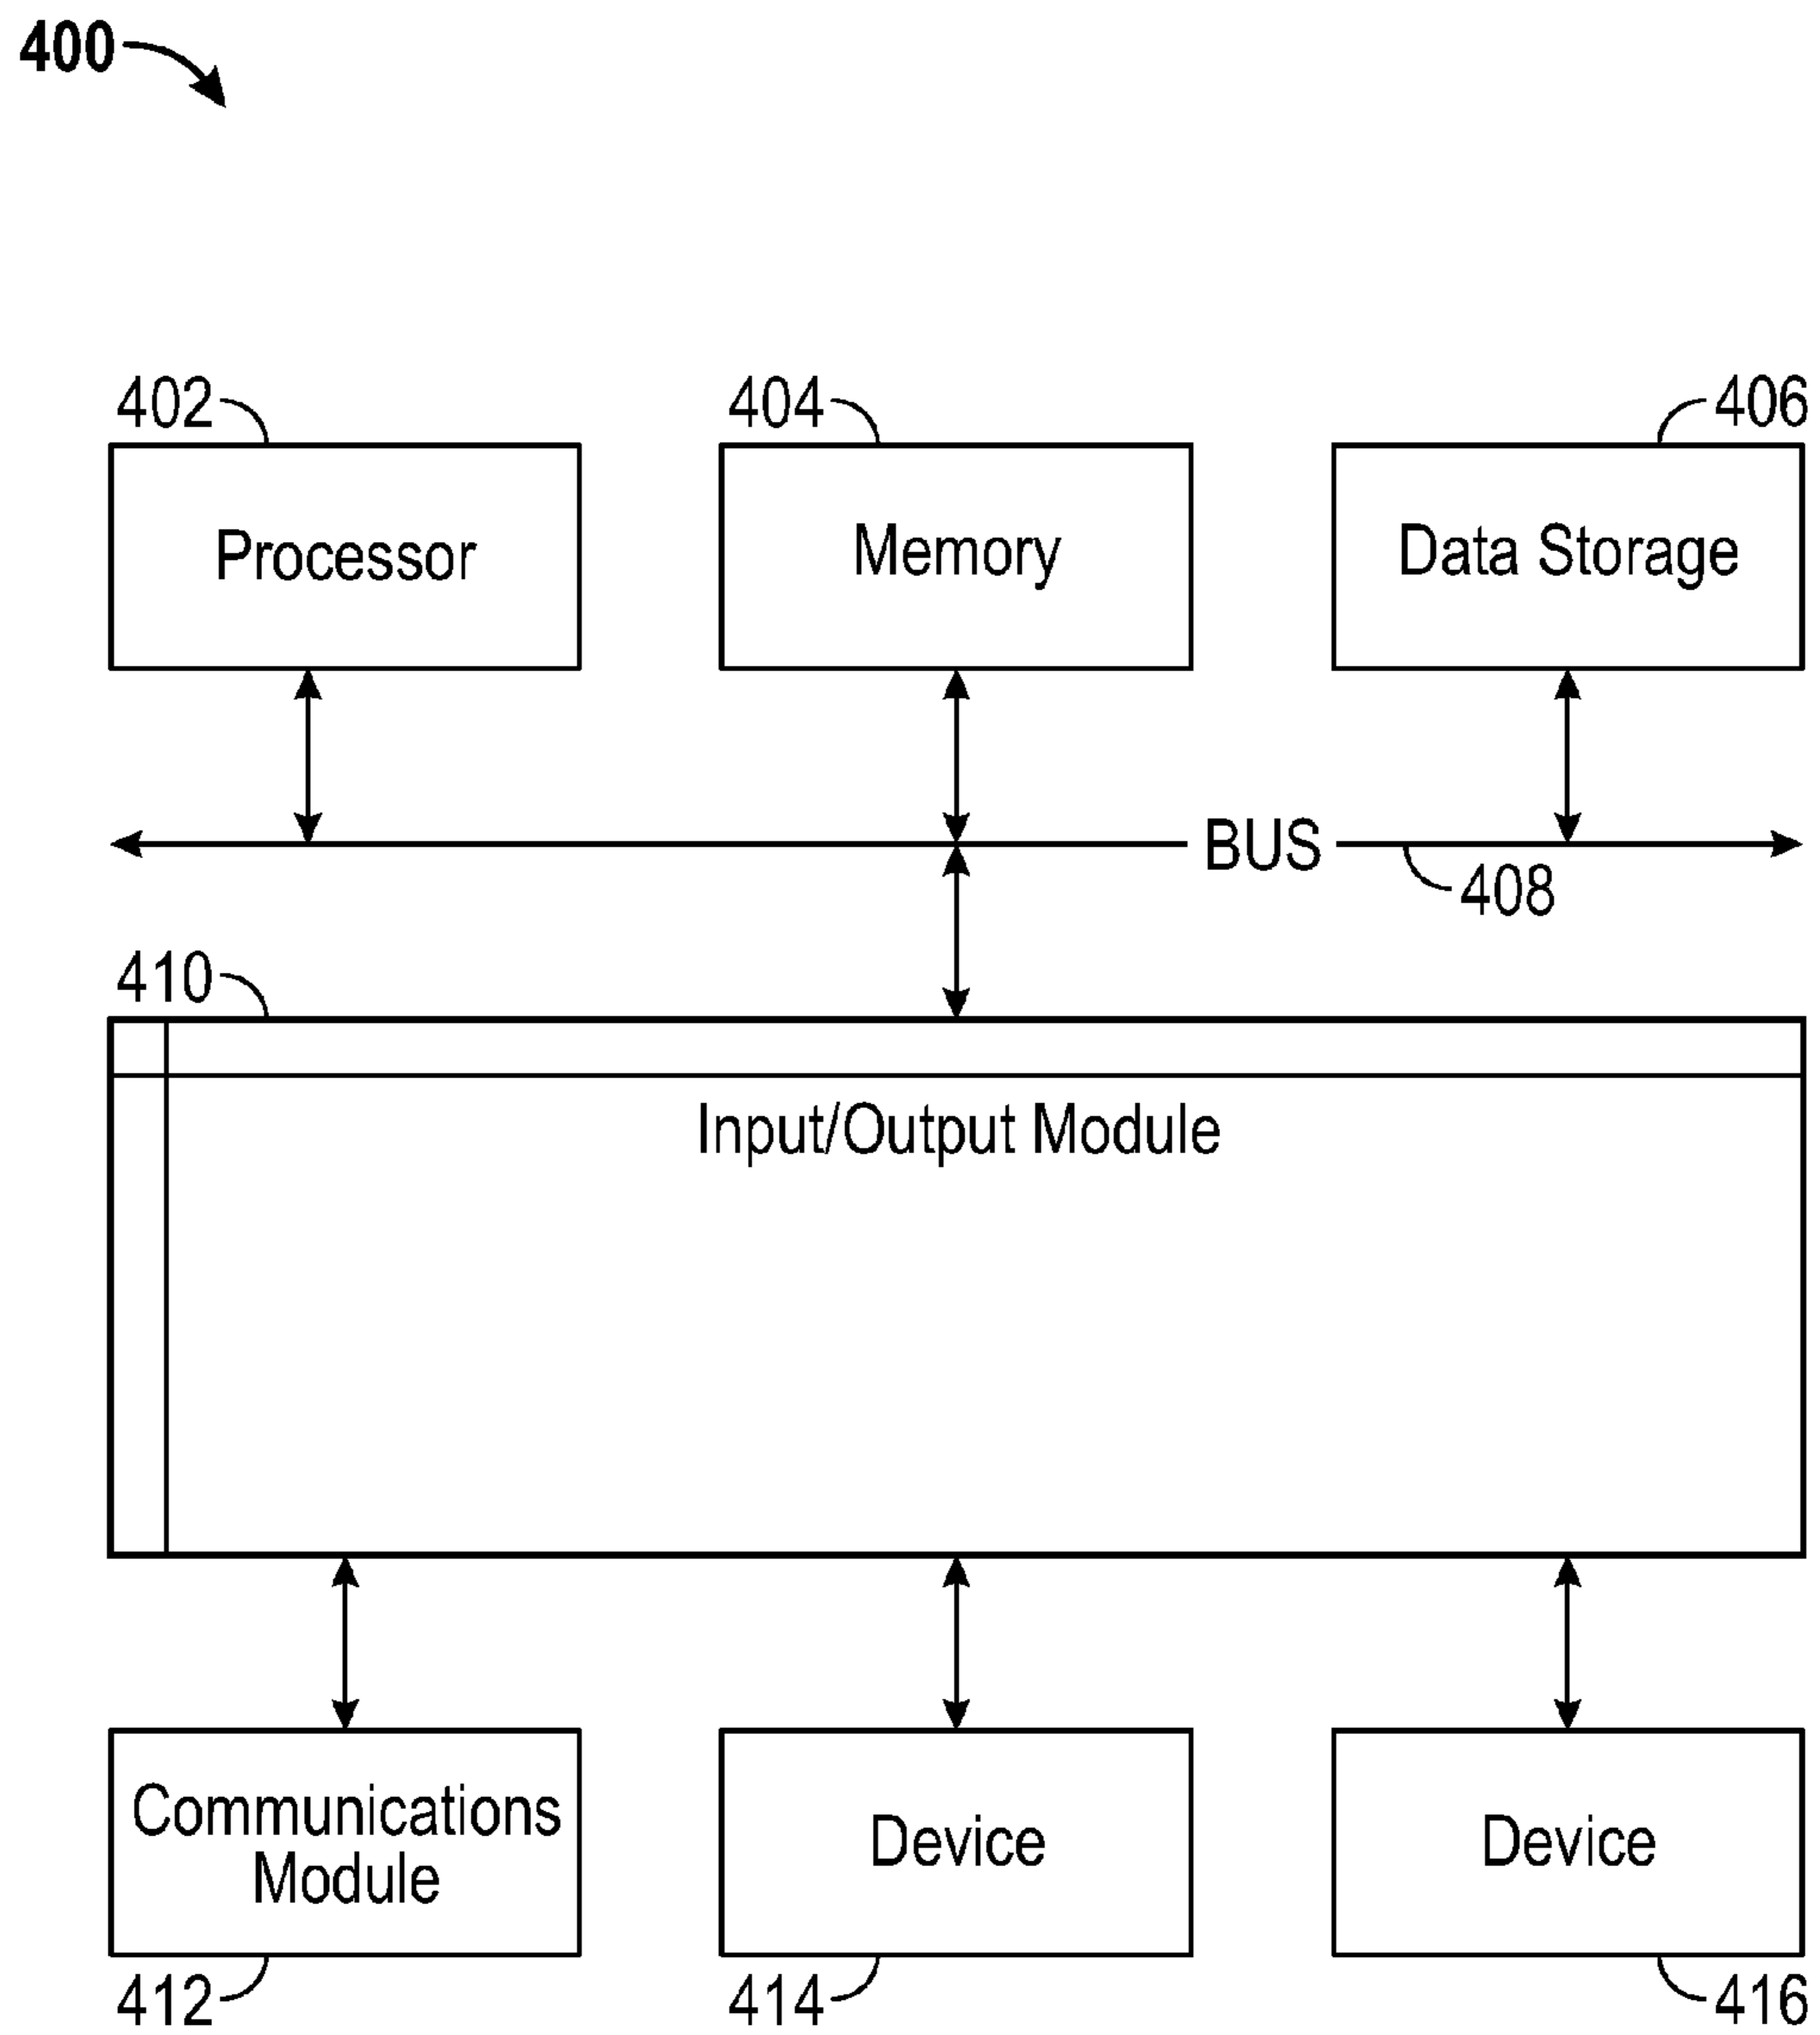 400
402
404
406
Processor
Memory
Data Storage
BUS
408
410
Input/Output Module
Communications
Module
Device
Device
412
414
416